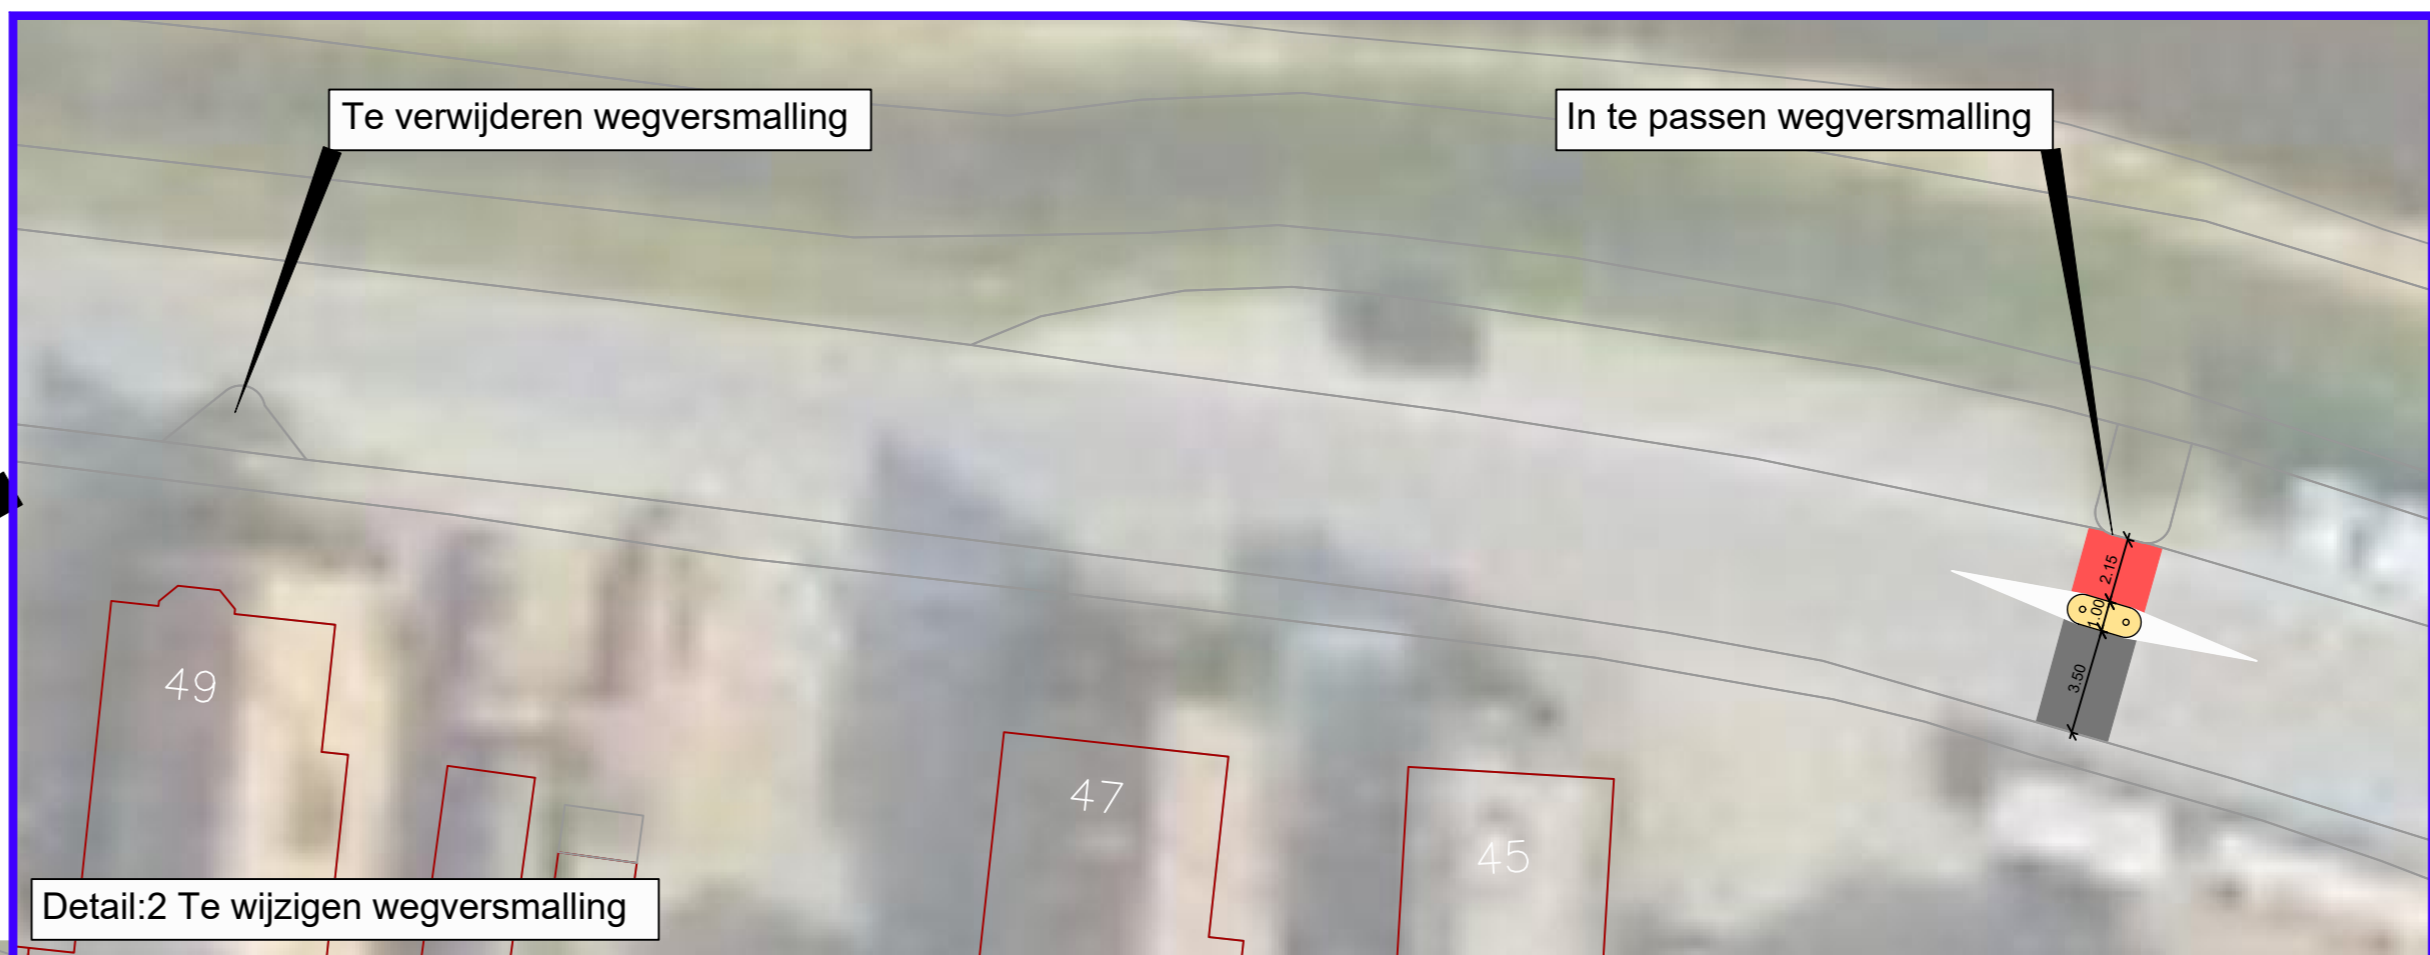 Te verwijderen wegversmalling
In te passen wegversmalling
2.15
1.00
3.50
49
47
45
Detail:2 Te wijzigen wegversmalling